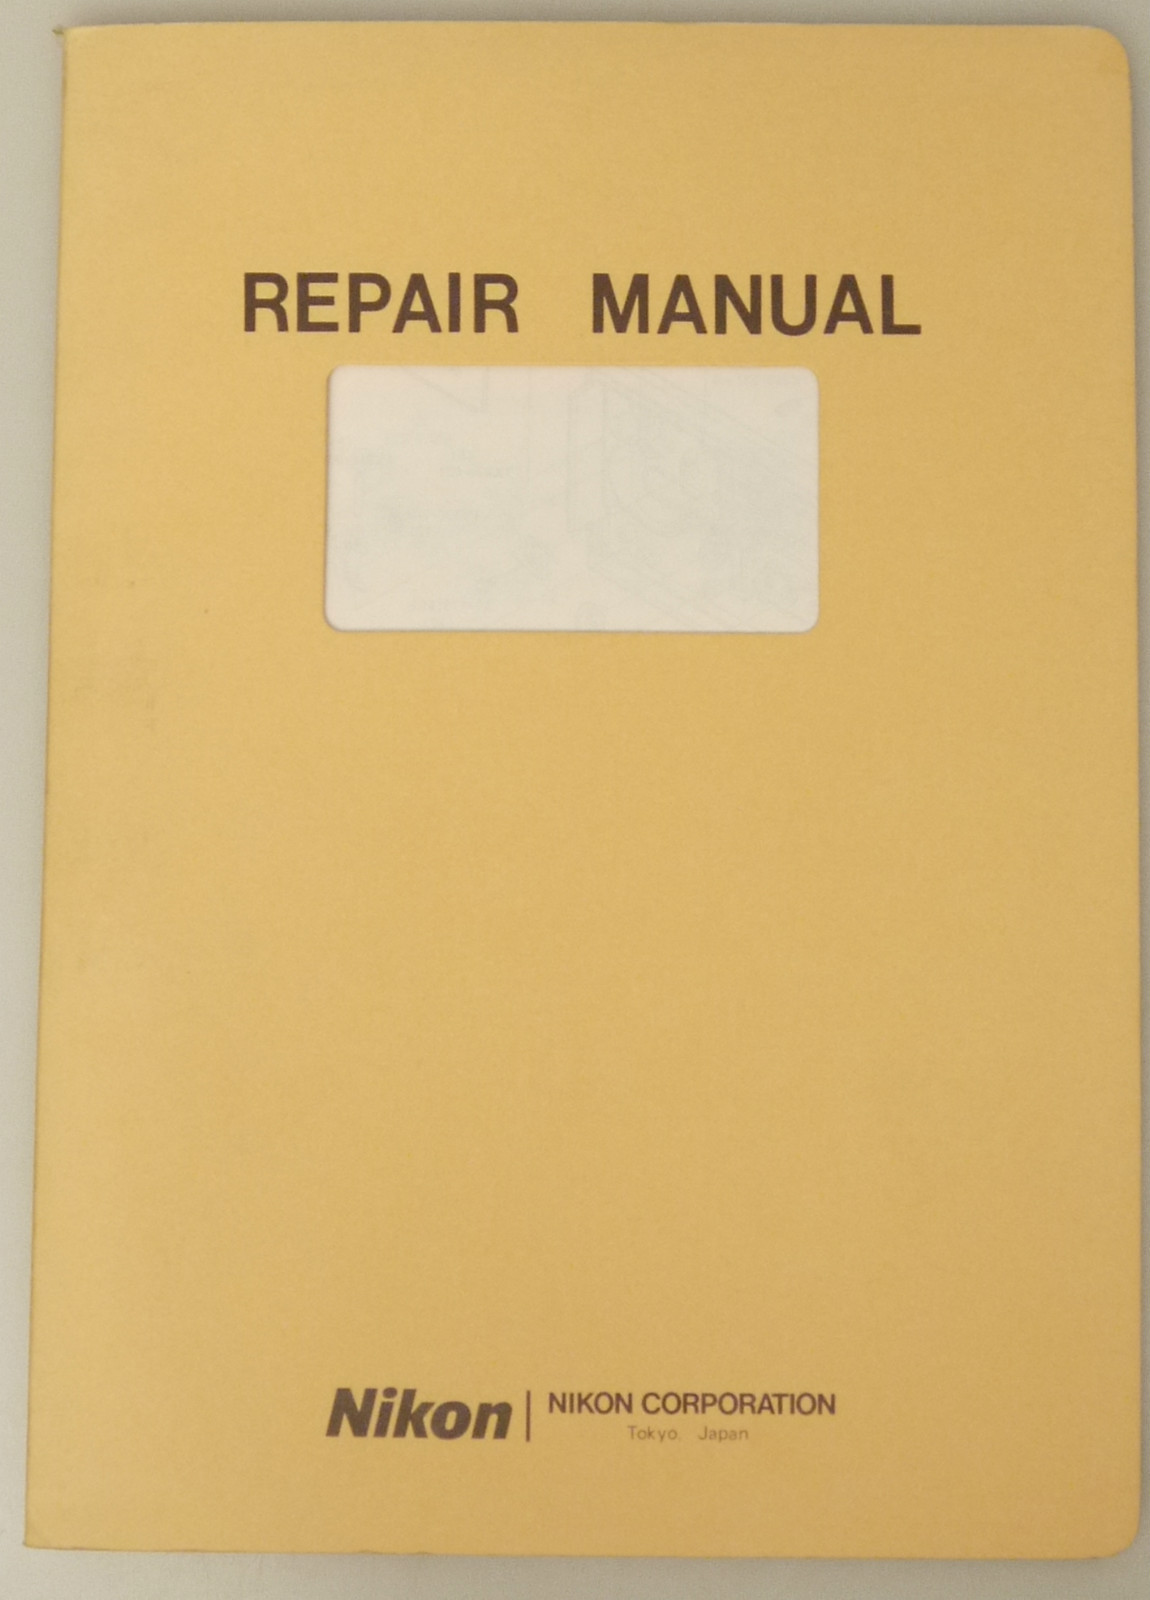 REPAIR MANUAL
Nikon
NIKON CORPORATION
Tokyo. Japan